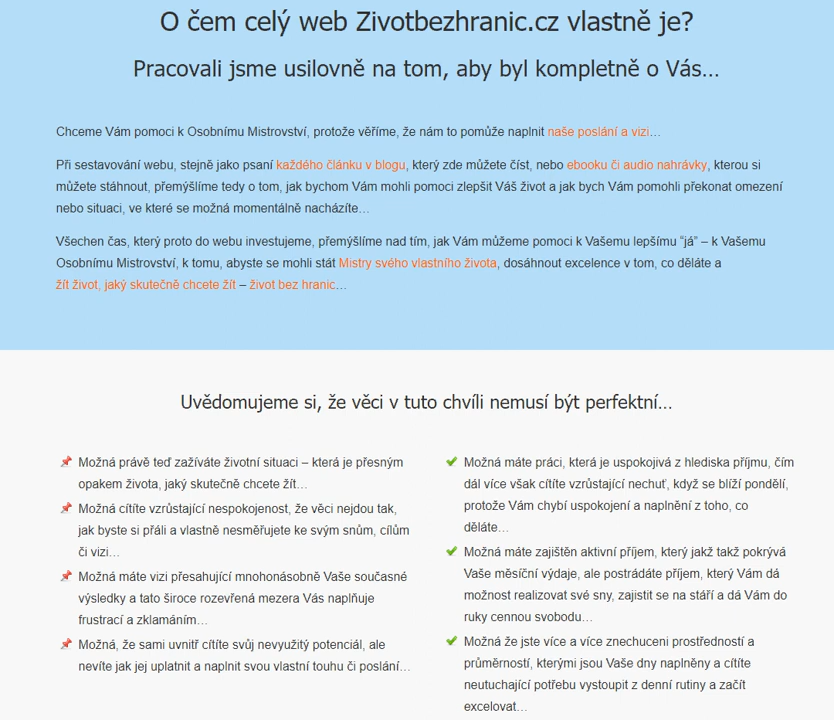 O čem celý web Zivotbezhranic.cz vlastně je?
Pracovali jsme usilovně na tom, aby byl kompletně o Vás…
Chceme Vám pomoci k Osobnímu Mistrovství, protože věříme, že nám to pomůže naplnit naše poslání a vizi…
Při sestavování webu, stejně jako psaní každého článku v blogu, který zde můžete číst, nebo ebooku či audio nahrávky, kterou si
můžete stáhnout, přemýšlíme tedy o tom, jak bychom Vám mohli pomoci zlepšit Váš život a jak bych Vám pomohli překonat omezení
nebo situaci, ve které se možná momentálně nacházíte…
Všechen čas, který proto do webu investujeme, přemýšlíme nad tím, jak Vám můžeme pomoci k Vašemu lepšímu “já” – k Vašemu
Osobnímu Mistrovství, k tomu, abyste se mohli stát Mistry svého vlastního života, dosáhnout excelence v tom, co děláte a
žít život, jaký skutečně chcete žít – život bez hranic…
Uvědomujeme si, že věci v tuto chvíli nemusí být perfektní…
Možná právě teď zažíváte životní situaci – která je přesným
opakem života, jaký skutečně chcete žít…
Možná cítíte vzrůstající nespokojenost, že věci nejdou tak,
jak byste si přáli a vlastně nesměřujete ke svým snům, cílům
či vizi…
Možná máte vizi přesahující mnohonásobně Vaše současné
výsledky a tato široce rozevřená mezera Vás naplňuje
frustrací a zklamáním…
Možná, že sami uvnitř cítíte svůj nevyužitý potenciál, ale
nevíte jak jej uplatnit a naplnit svou vlastní touhu či poslání…
Možná máte práci, která je uspokojivá z hlediska příjmu, čím
dál více však cítíte vzrůstající nechuť, když se blíží pondělí,
protože Vám chybí uspokojení a naplnění z toho, co
děláte…
Možná máte zajištěn aktivní příjem, který jakž takž pokrývá
Vaše měsíční výdaje, ale postrádáte příjem, který Vám dá
možnost realizovat své sny, zajistit se na stáří a dá Vám do
ruky cennou svobodu…
Možná že jste více a více znechuceni prostředností a
průměrností, kterými jsou Vaše dny naplněny a cítíte
neutuchající potřebu vystoupit z denní rutiny a začít
excelovat…